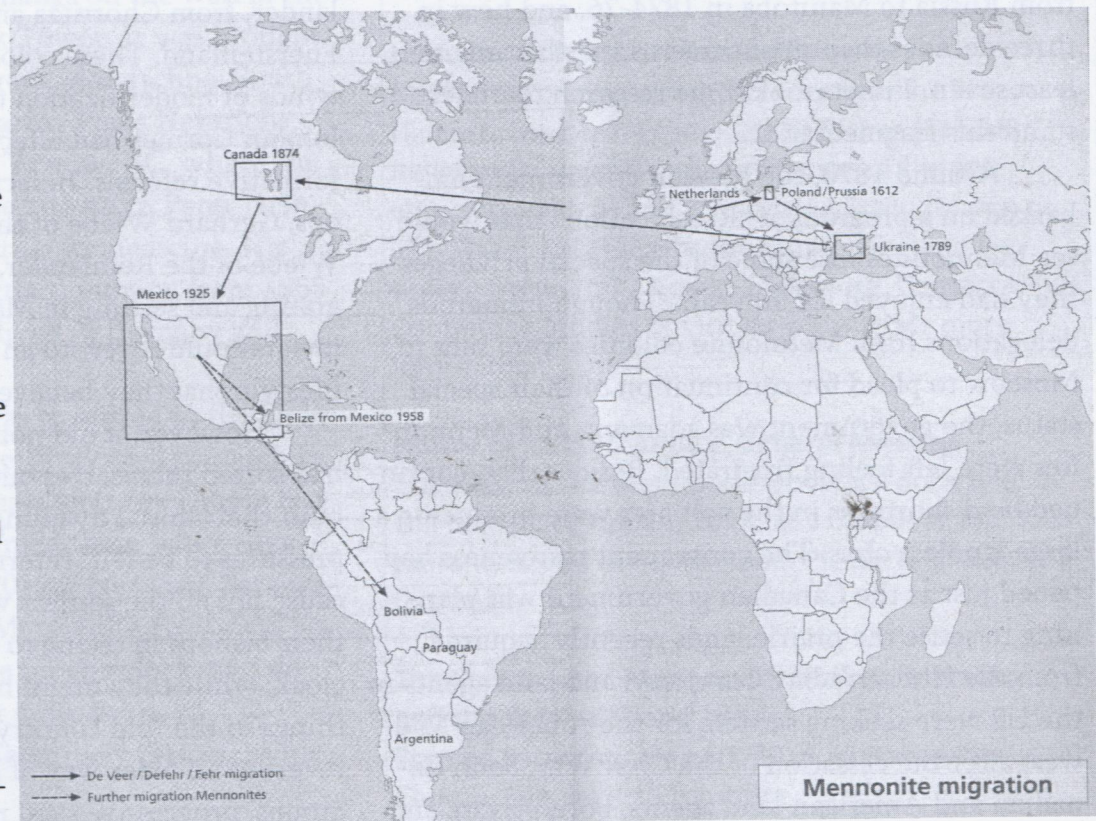 Canada 1874
Netherlands
Poland/Prussia 1612
Ukraine 1789
Mexico 1925
Belize from Mexico 1958
Bolivia
Paraguay
Argentina
De Veer / Defehr / Fehr migration
Further migration Mennonites
Mennonite migration